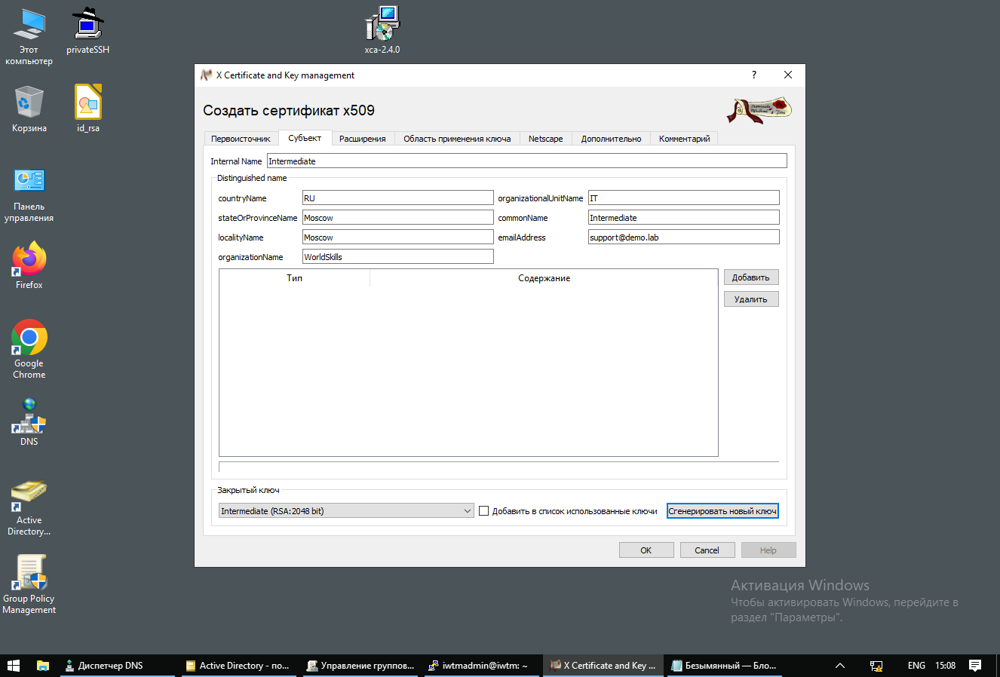 Этот
компьютер
privateSSH
xca-2.4.0
Корзина
id_rsa
Панель
управления
Firefox
Google
Chrome
DNS
Active
Directory...
Group Policy
Management
X Certificate and Key management
?
Создать сертификат x509
Первоисточник
Субъект
Расширения
Область применения ключа
Netscape
Дополнительно
Комментарий
Internal Name
Intermediate
Distinguished name
countryName
RU
organizationalUnitName
IT
stateOrProvinceName
Moscow
commonName
Intermediate
localityName
Moscow
emailAddress
support@demo.lab
organizationName
WorldSkills
Тип
Содержание
Добавить
Удалить
Закрытый ключ
Intermediate (RSA:2048 bit)
Добавить в список использованные ключи
Сгенерировать новый ключ
OK
Cancel
Help
Активация Windows
Чтобы активировать Windows, перейдите в
раздел "Параметры".
Диспетчер DNS
Active Directory - по...
Управление группов...
iwtmadmin@iwtm: ~
X Certificate and Key ...
Безымянный — Бло...
ENG
15:08